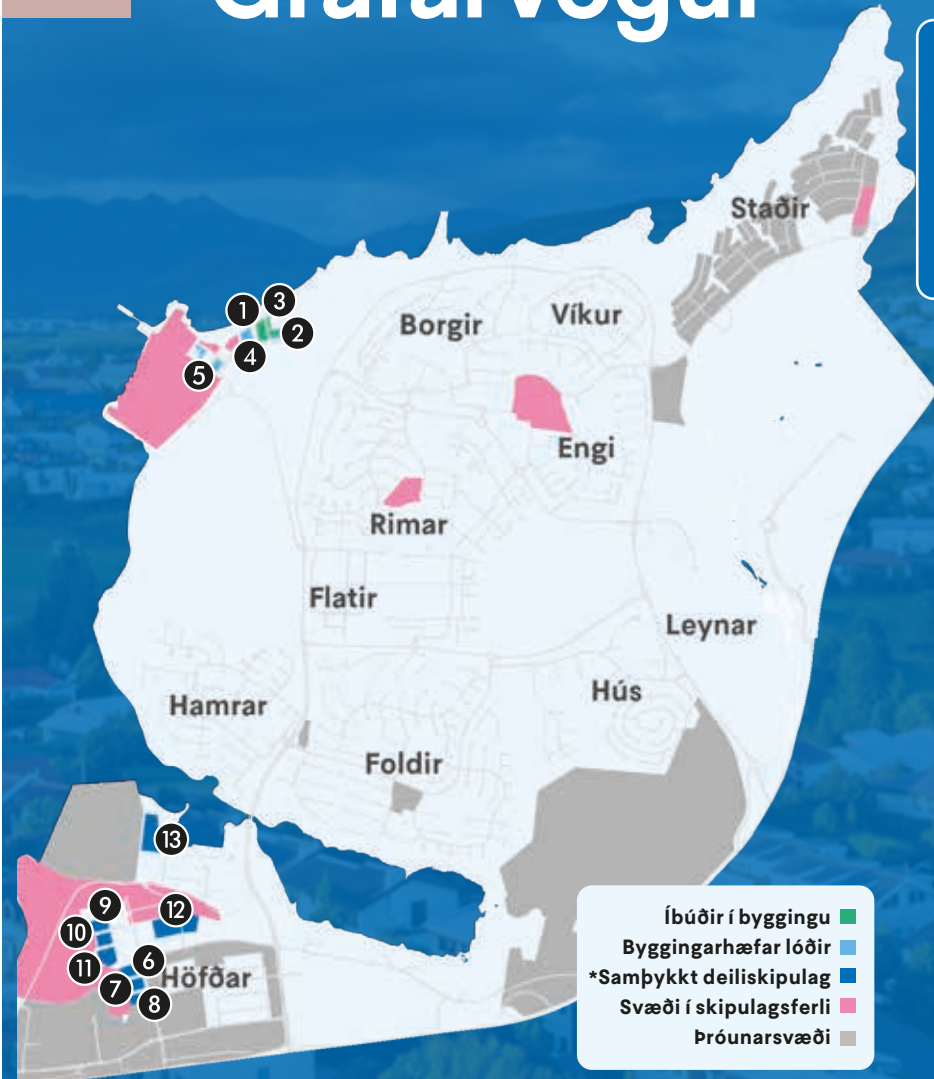 Grafarvogur
Staðir
1
3
2
4
5
Borgir
Víkur
Engi
Rimar
Flatir
Leynar
Hamrar
Hús
Foldir
13
9
12
10
11
6
Höfðar
7
8
Íbúðir í byggingu
Byggingarhæfar lóðir
*Samþykkt deiliskipulag
Svæði í skipulagsferli
Þróunarsvæði